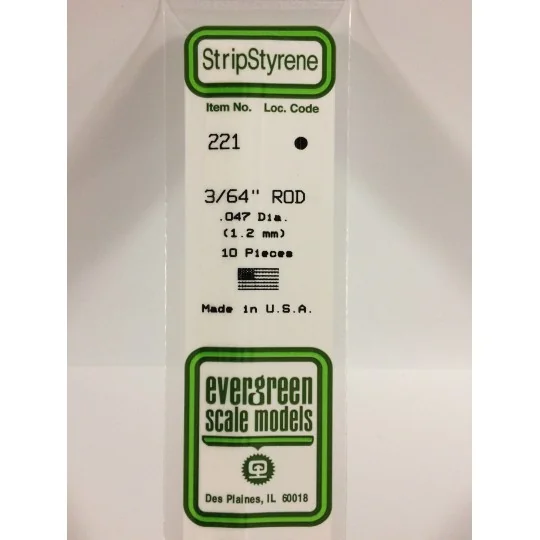 StripStyrene
Item No. Loc. Code
221
3/64" ROD
.047 Dia.
(1.2 mm)
10 Pieces
Made in U.S.A.
evergreen
scale models
Des Plaines, IL 60018